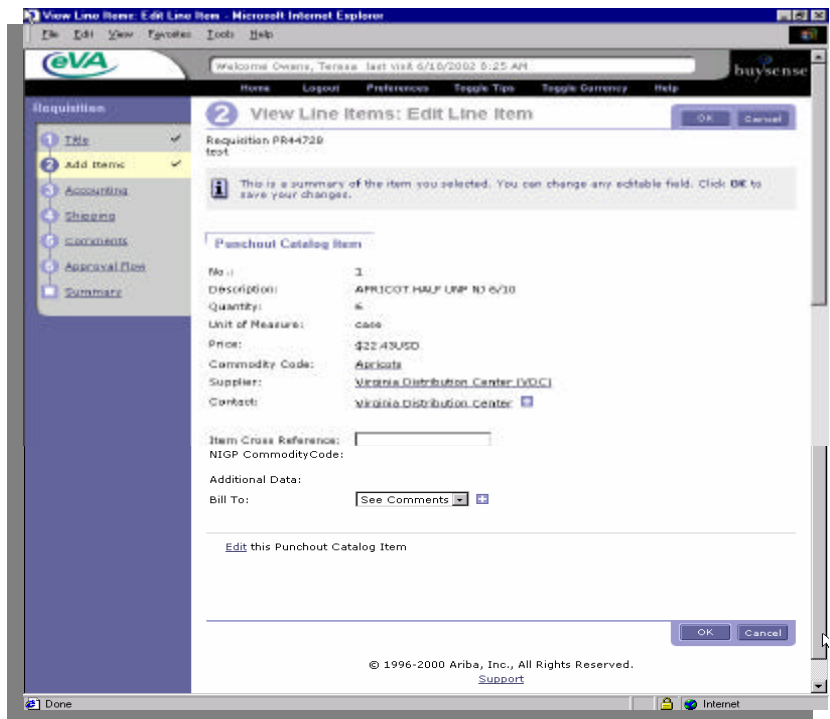 View Line Items: Edit Line Item - Microsoft Internet Explorer
File Edit View Favorites Tools Help
eVA
Welcome Owens, Teresa last visit 6/18/2002 8:25 AM
buysense
Home Logout Preferences Toggle Tips Toggle Currency Help
Requisition
1 Title
2 Add Items
3 Accounting
4 Shipping
5 Comments
6 Approval Flow
Summary
2 View Line Items: Edit Line Item
OK Cancel
Requisition PR44728
test
This is a summary of the item you selected. You can change any editable field. Click OK to
save your changes.
Punchout Catalog Item
No.: 1
Description: APRICOT HALF UNP NJ 6/10
Quantity: 6
Unit of Measure: case
Price: $22.43USD
Commodity Code: Apricots
Supplier: Virginia Distribution Center (VDC)
Contact: Virginia Distribution Center
Item Cross Reference:
NIGP CommodityCode:
Additional Data:
Bill To: See Comments
Edit this Punchout Catalog Item
OK Cancel
© 1996-2000 Ariba, Inc., All Rights Reserved.
Support
Done
Internet